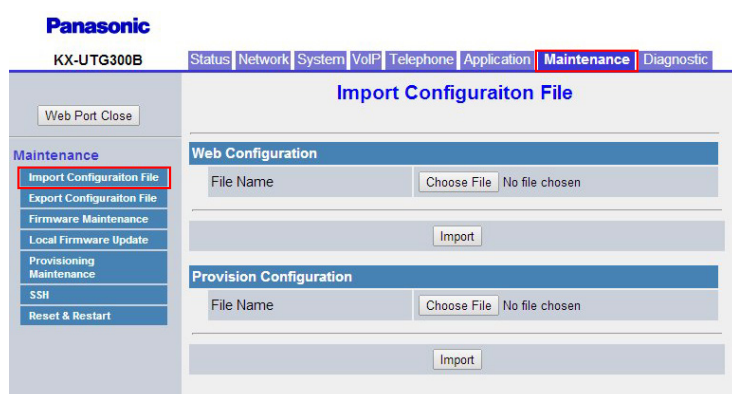 Panasonic
KX-UTG300B
Status Network System VoIP Telephone Application Maintenance Diagnostic
Web Port Close
Import Configuraiton File
Maintenance
Import Configuraiton File
Export Configuraiton File
Firmware Maintenance
Local Firmware Update
Provisioning
Maintenance
SSH
Reset & Restart
Web Configuration
File Name Choose File No file chosen
Import
Provision Configuration
File Name Choose File No file chosen
Import